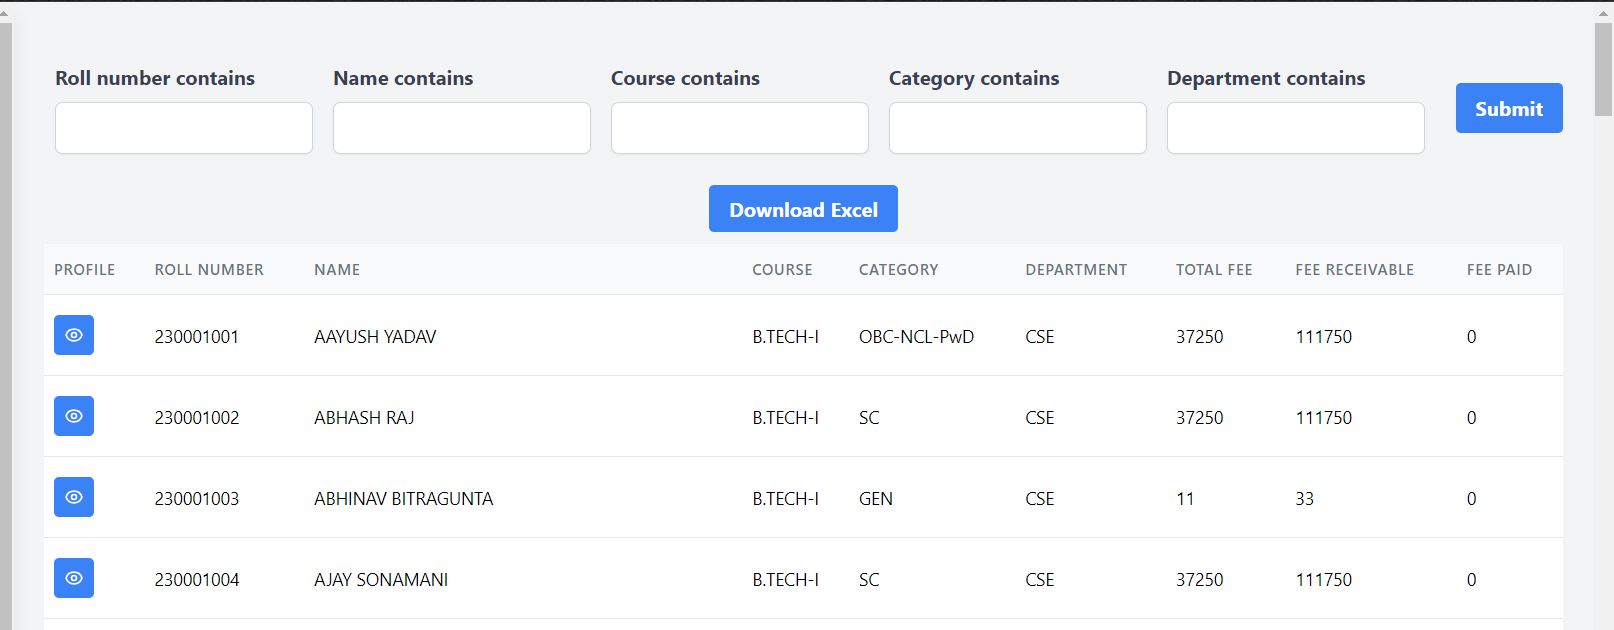 Roll number contains Name contains Course contains Category contains Department contains
Submit
Download Excel
PROFILE ROLL NUMBER NAME COURSE CATEGORY DEPARTMENT TOTAL FEE FEE RECEIVABLE FEE PAID
230001001 AAYUSH YADAV B.TECH-I OBC-NCL-PwD CSE 37250 111750 0
230001002 ABHASH RAJ B.TECH-I SC CSE 37250 111750 0
230001003 ABHINAV BITRAGUNTA B.TECH-I GEN CSE 11 33 0
230001004 AJAY SONAMANI B.TECH-I SC CSE 37250 111750 0